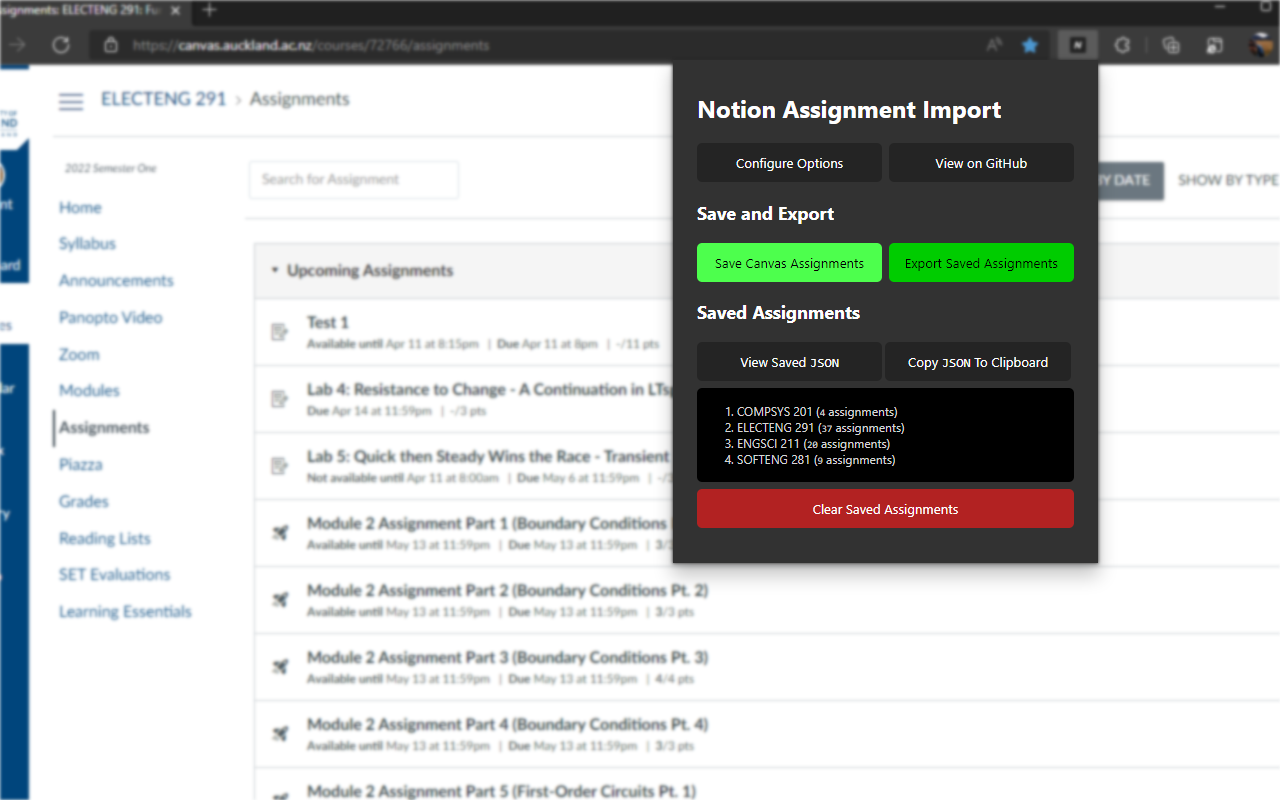 ssignments: ELECTENG 291: Fu
https://canvas.auckland.ac.nz/courses/72766/assignments
ELECTENG 291 › Assignments
2022 Semester One
Home
Syllabus
Announcements
Panopto Video
Zoom
Modules
Assignments
Piazza
Grades
Reading Lists
SET Evaluations
Learning Essentials
Search for Assignment
BY DATE
SHOW BY TYPE
Upcoming Assignments
Test 1
Available until Apr 11 at 8:15pm | Due Apr 11 at 8pm | -/11 pts
Lab 4: Resistance to Change - A Continuation in LTsp
Due Apr 14 at 11:59pm | -/3 pts
Lab 5: Quick then Steady Wins the Race - Transient
Not available until Apr 11 at 8:00am | Due May 6 at 11:59pm | -/3
Module 2 Assignment Part 1 (Boundary Conditions
Available until May 13 at 11:59pm | Due May 13 at 11:59pm | 3/3
Module 2 Assignment Part 2 (Boundary Conditions Pt. 2)
Available until May 13 at 11:59pm | Due May 13 at 11:59pm | 3/3 pts
Module 2 Assignment Part 3 (Boundary Conditions Pt. 3)
Available until May 13 at 11:59pm | Due May 13 at 11:59pm | 4/4 pts
Module 2 Assignment Part 4 (Boundary Conditions Pt. 4)
Available until May 13 at 11:59pm | Due May 13 at 11:59pm | 3/3 pts
Module 2 Assignment Part 5 (First-Order Circuits Pt. 1)
Notion Assignment Import
Configure Options
View on GitHub
Save and Export
Save Canvas Assignments
Export Saved Assignments
Saved Assignments
View Saved JSON
Copy JSON To Clipboard
1. COMPSYS 201 (4 assignments)
2. ELECTENG 291 (37 assignments)
3. ENGSCI 211 (20 assignments)
4. SOFTENG 281 (9 assignments)
Clear Saved Assignments